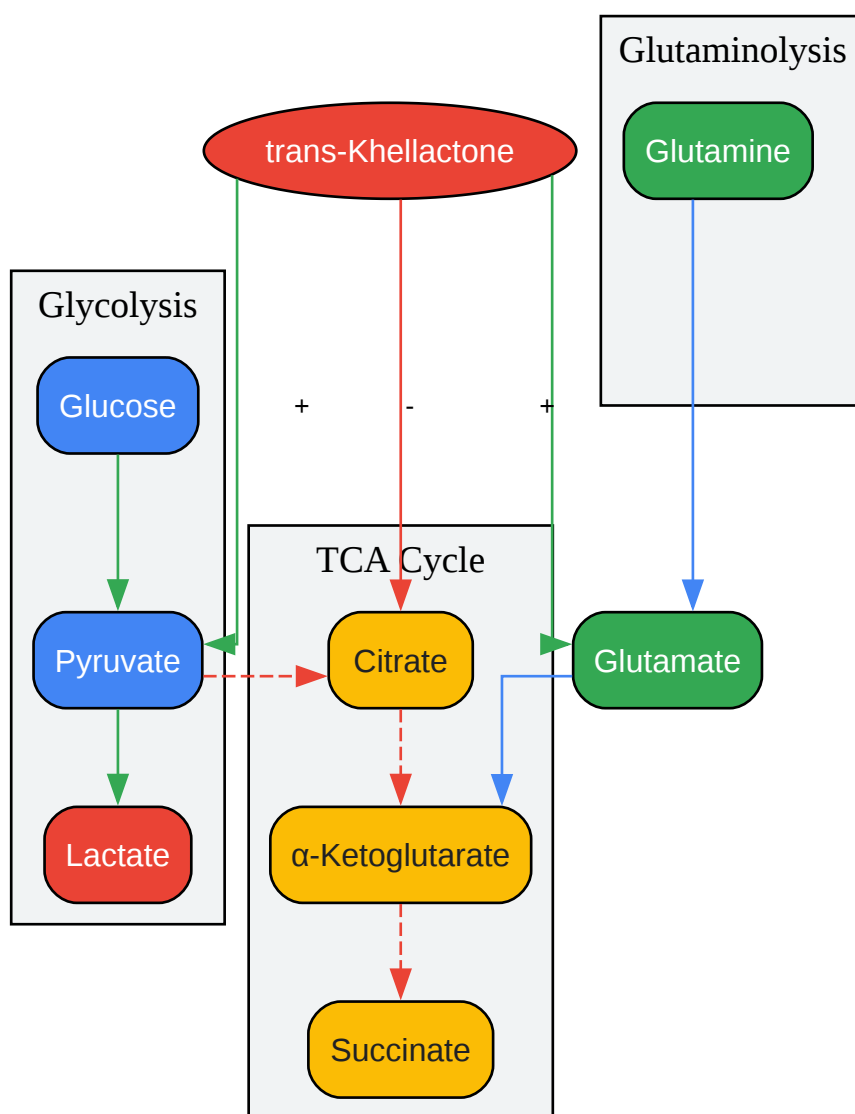 Glutaminolysis
trans-Khellactone
Glutamine
Glycolysis
Glucose
+
-
+
TCA Cycle
Pyruvate
Citrate
Glutamate
Lactate
α-Ketoglutarate
Succinate